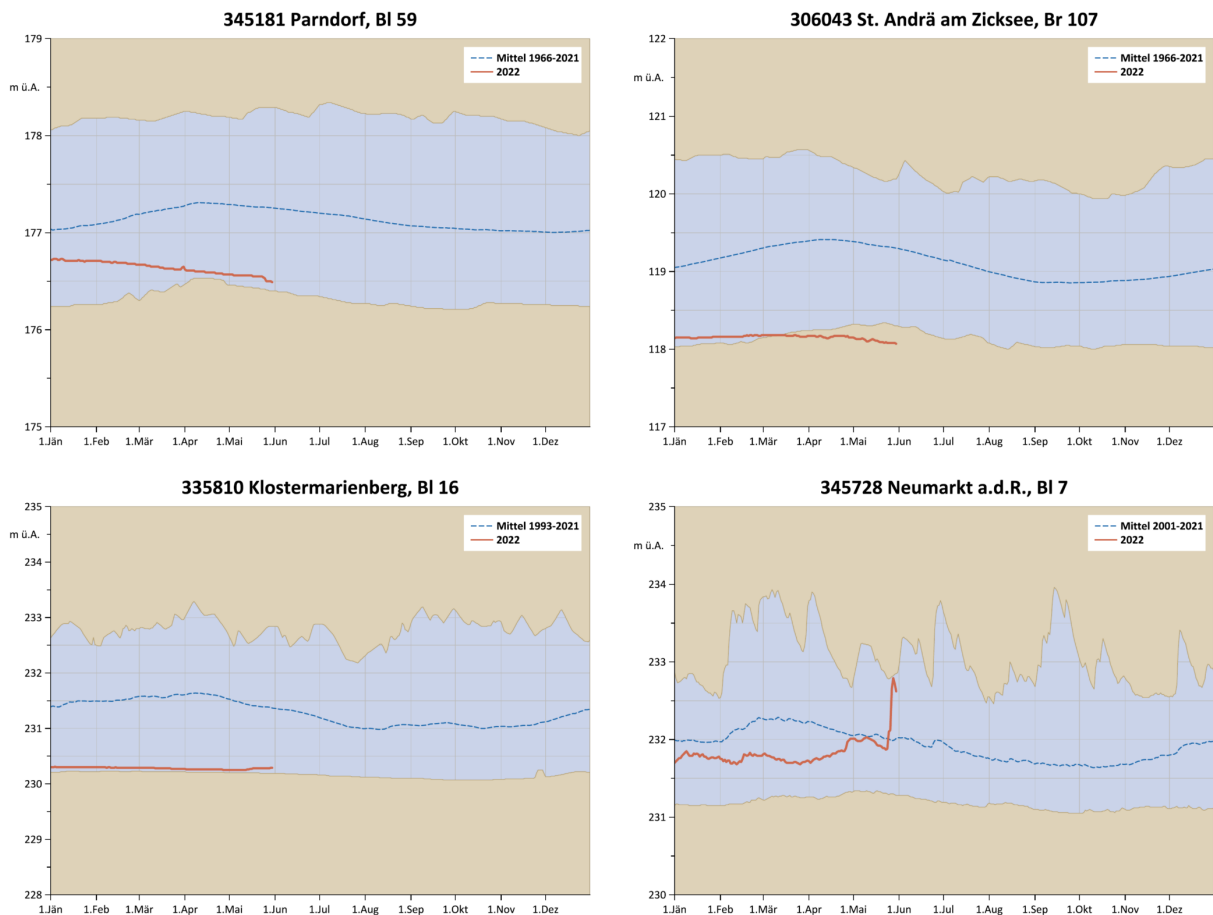 345181 Parndorf, Bl 59
179
m ü.A.
178
177
176
175
1.Jän 1.Feb 1.Mär 1.Apr 1.Mai 1.Jun 1.Jul 1.Aug 1.Sep 1.Okt 1.Nov 1.Dez
Mittel 1966-2021
2022
306043 St. Andrä am Zicksee, Br 107
122
m ü.A.
121
120
119
118
117
1.Jän 1.Feb 1.Mär 1.Apr 1.Mai 1.Jun 1.Jul 1.Aug 1.Sep 1.Okt 1.Nov 1.Dez
Mittel 1966-2021
2022
335810 Klostermarienberg, Bl 16
235
m ü.A.
234
233
232
231
230
229
228
1.Jän 1.Feb 1.Mär 1.Apr 1.Mai 1.Jun 1.Jul 1.Aug 1.Sep 1.Okt 1.Nov 1.Dez
Mittel 1993-2021
2022
345728 Neumarkt a.d.R., Bl 7
235
m ü.A.
234
233
232
231
230
1.Jän 1.Feb 1.Mär 1.Apr 1.Mai 1.Jun 1.Jul 1.Aug 1.Sep 1.Okt 1.Nov 1.Dez
Mittel 2001-2021
2022